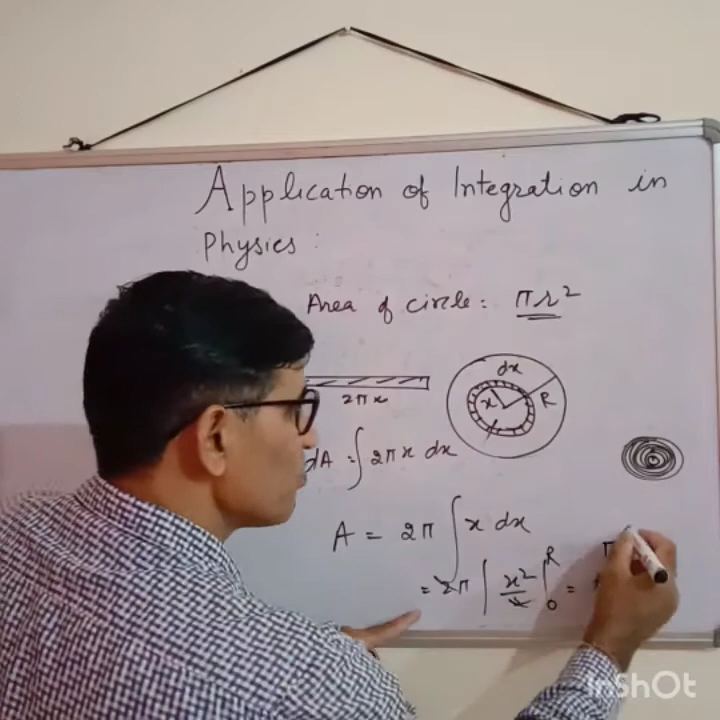 Application of Integration in
Physics:
Area of circle: πr²
dx
x
R
2πx
dA = ∫ 2πx dx
A = 2π ∫ x dx
= 2π | x²/2 |₀ᴿ =
InShOt